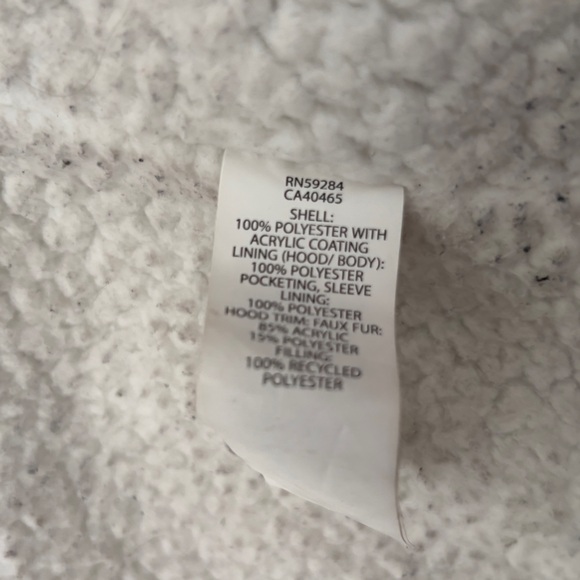 RN59284
CA40465
SHELL:
100% POLYESTER WITH
ACRYLIC COATING
LINING (HOOD/ BODY):
100% POLYESTER
POCKETING, SLEEVE
LINING:
100% POLYESTER
HOOD TRIM: FAUX FUR:
85% ACRYLIC
15% POLYESTER
FILLING:
100% RECYCLED
POLYESTER